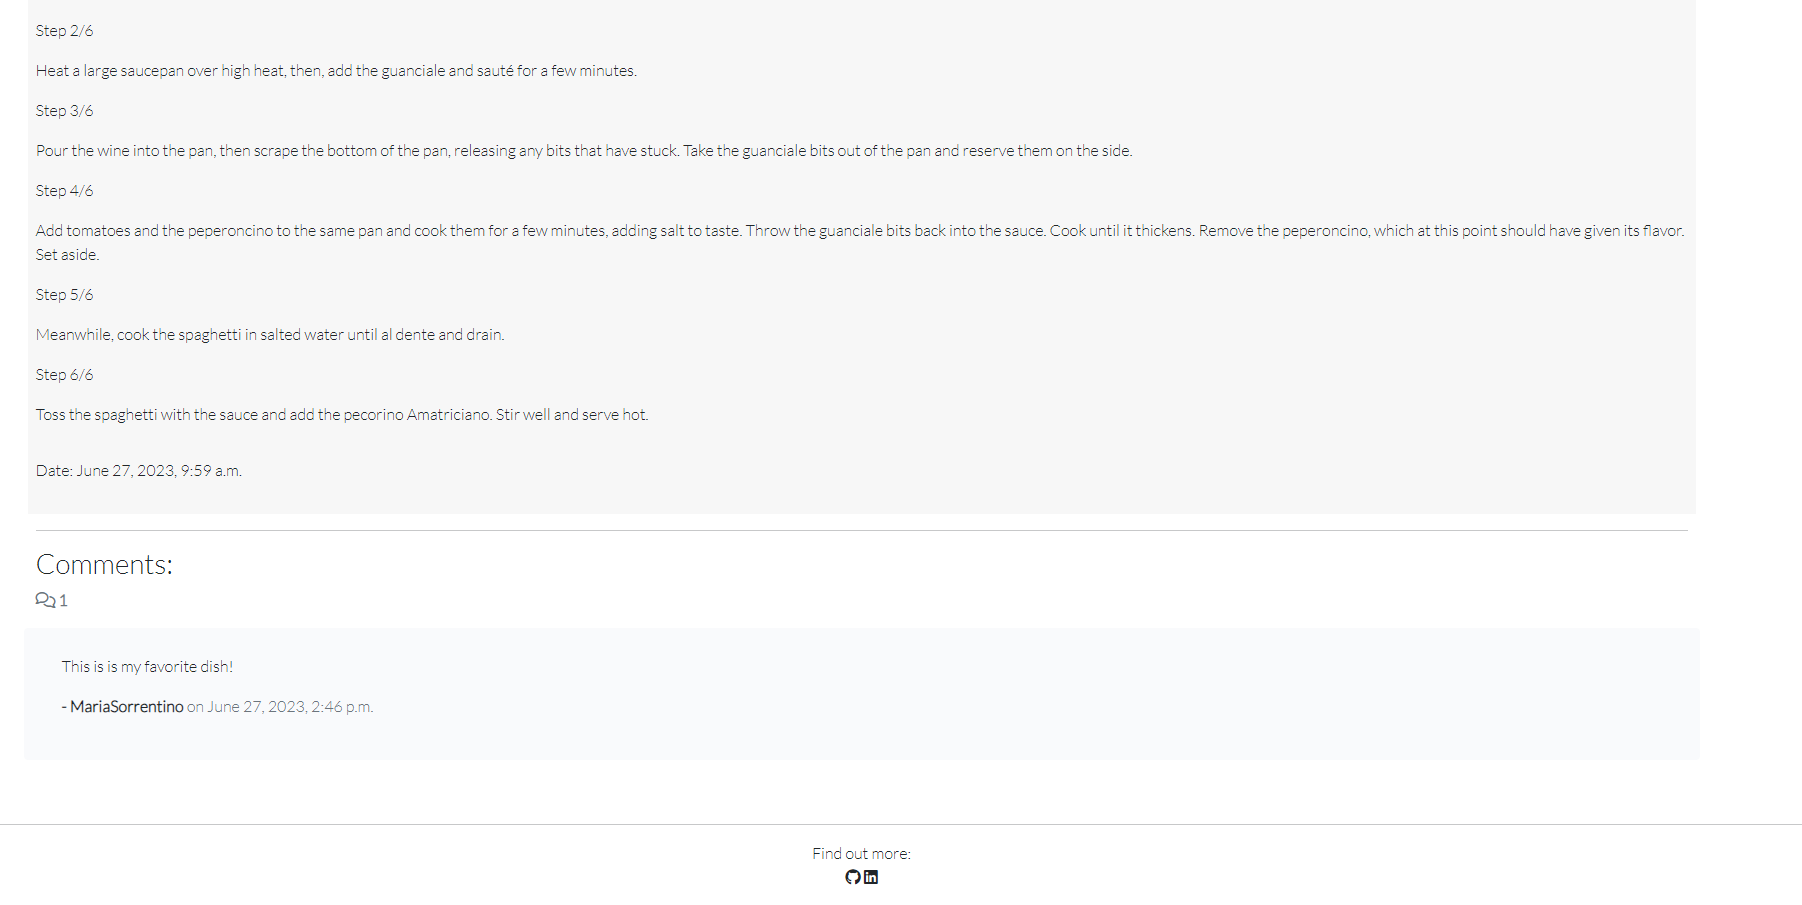 Step 2/6
Heat a large saucepan over high heat, then, add the guanciale and sauté for a few minutes.
Step 3/6
Pour the wine into the pan, then scrape the bottom of the pan, releasing any bits that have stuck. Take the guanciale bits out of the pan and reserve them on the side.
Step 4/6
Add tomatoes and the peperoncino to the same pan and cook them for a few minutes, adding salt to taste. Throw the guanciale bits back into the sauce. Cook until it thickens. Remove the peperoncino, which at this point should have given its flavor.
Set aside.
Step 5/6
Meanwhile, cook the spaghetti in salted water until al dente and drain.
Step 6/6
Toss the spaghetti with the sauce and add the pecorino Amatriciano. Stir well and serve hot.
Date: June 27, 2023, 9:59 a.m.
Comments:
1
This is is my favorite dish!
- MariaSorrentino on June 27, 2023, 2:46 p.m.
Find out more:
in